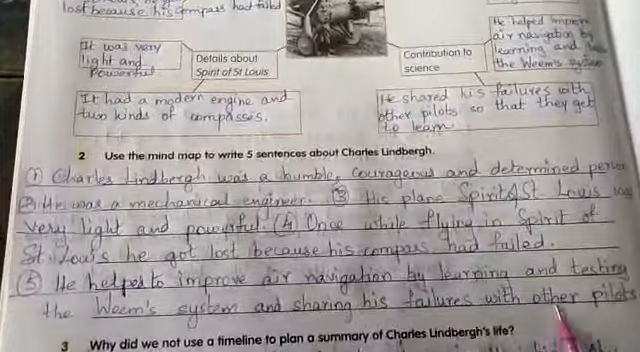 lost because his compass had failed
It was very
light and
Powerful
Details about
Spirit of St Louis
It had a modern engine and
two kinds of compasses.
Contribution to
science
He helped improve
air navigation by
learning and
the Weem's system
He shared his failures with
other pilots so that they get
to learn
2 Use the mind map to write 5 sentences about Charles Lindbergh.
(1) Charles Lindbergh was a humble, Courageous and determined person
(2) He was a mechanical engineer. (3) His plane Spirit of St Louis was
very light and powerful. (4) Once while flying in Spirit of
St. Louis he got lost because his compass had failed.
(5) He helped to improve air navigation by learning and testing
the Weem's system and sharing his failures with other pilots
3 Why did we not use a timeline to plan a summary of Charles Lindbergh's life?